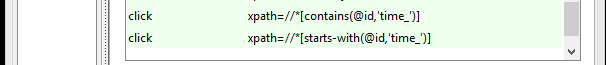 click xpath=//*[contains(@id,'time_')]
click xpath=//*[starts-with(@id,'time_')]